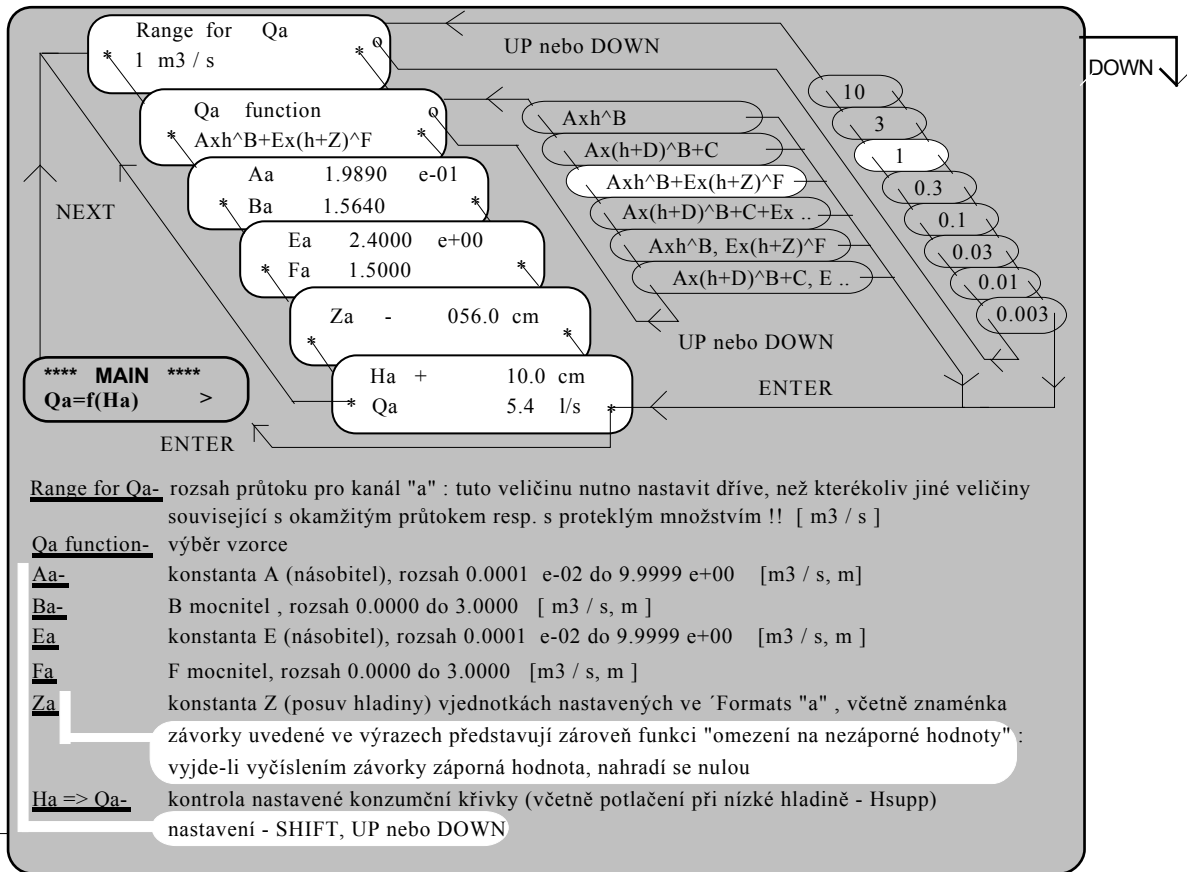 Range for Qa
* 1 m3 / s * o
UP nebo DOWN
DOWN
Qa function o
* Axh^B+Ex(h+Z)^F *
Aa 1.9890 e-01
* Ba 1.5640 *
Ea 2.4000 e+00
* Fa 1.5000 *
Za - 056.0 cm
* *
Ha + 10.0 cm
* Qa 5.4 l/s *
NEXT
**** MAIN ****
Qa=f(Ha) >
ENTER
Axh^B
Ax(h+D)^B+C
Axh^B+Ex(h+Z)^F
Ax(h+D)^B+C+Ex ..
Axh^B, Ex(h+Z)^F
Ax(h+D)^B+C, E ..
UP nebo DOWN
10
3
1
0.3
0.1
0.03
0.01
0.003
ENTER
Range for Qa- rozsah průtoku pro kanál "a" : tuto veličinu nutno nastavit dříve, než kterékoliv jiné veličiny
související s okamžitým průtokem resp. s proteklým množstvím !! [ m3 / s ]
Qa function- výběr vzorce
Aa- konstanta A (násobitel), rozsah 0.0001 e-02 do 9.9999 e+00 [m3 / s, m]
Ba- B mocnitel , rozsah 0.0000 do 3.0000 [ m3 / s, m ]
Ea konstanta E (násobitel), rozsah 0.0001 e-02 do 9.9999 e+00 [m3 / s, m ]
Fa F mocnitel, rozsah 0.0000 do 3.0000 [m3 / s, m ]
Za konstanta Z (posuv hladiny) vjednotkách nastavených ve ´Formats "a" , včetně znaménka
závorky uvedené ve výrazech představují zároveň funkci "omezení na nezáporné hodnoty" :
vyjde-li vyčíslením závorky záporná hodnota, nahradí se nulou
Ha => Qa- kontrola nastavené konzumční křivky (včetně potlačení při nízké hladině - Hsupp)
nastavení - SHIFT, UP nebo DOWN